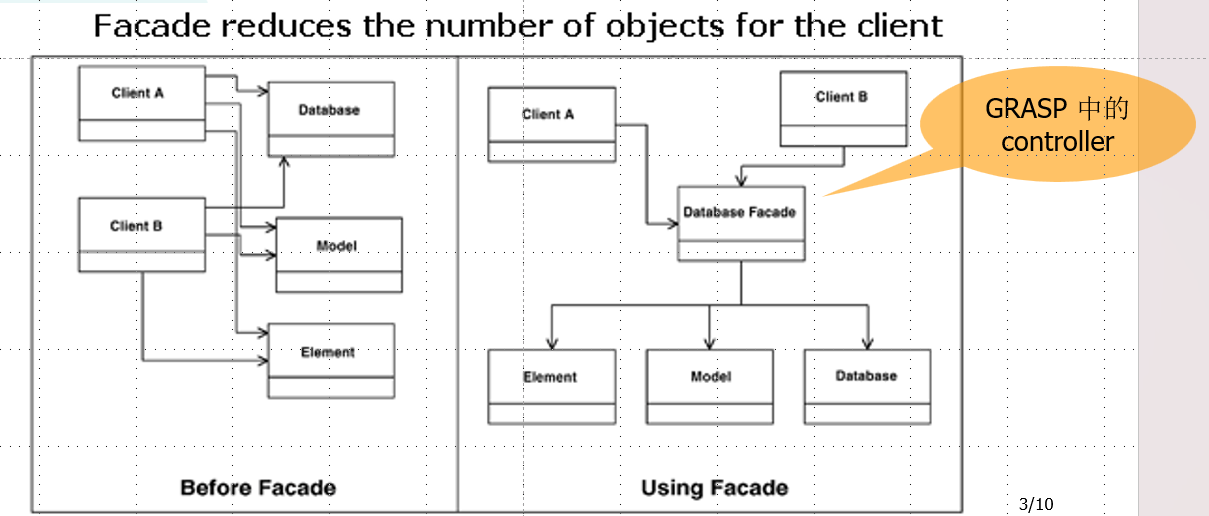 Facade reduces the number of objects for the client
Client A
Database
Client B
Model
Element
Before Facade
Client A
Client B
Database Facade
Element
Model
Database
Using Facade
GRASP 中的
controller
3/10